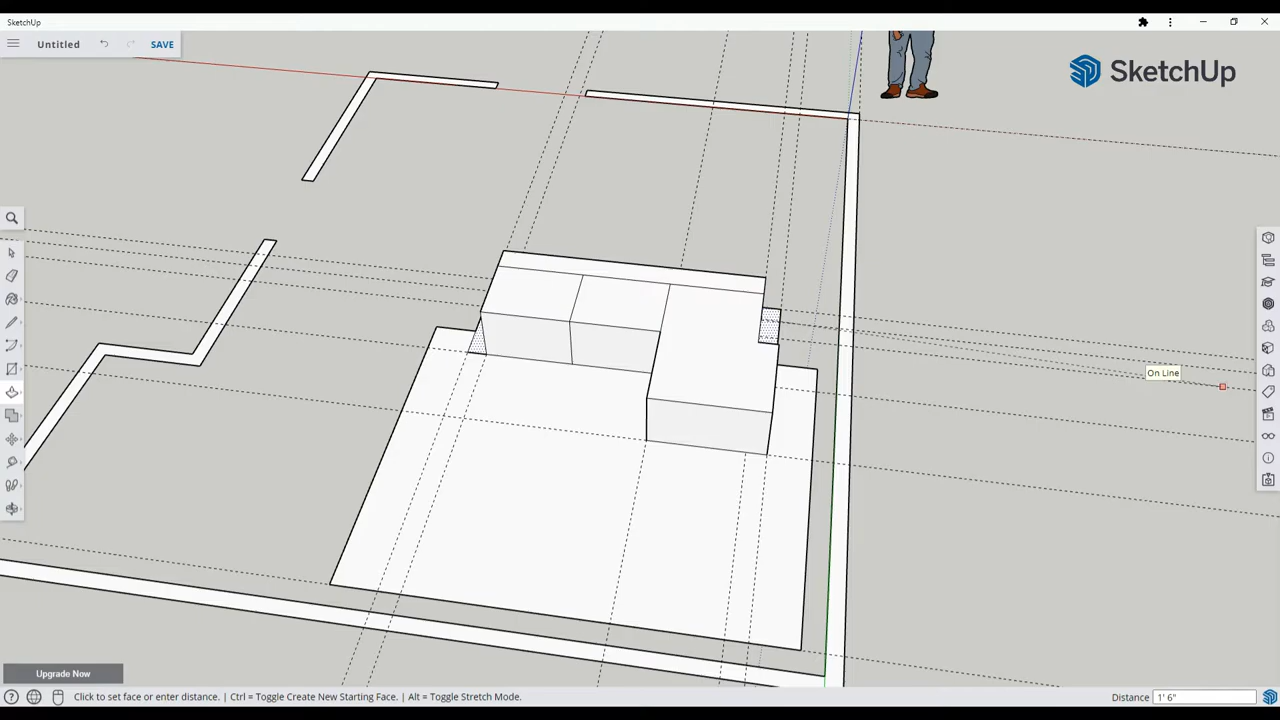 SketchUp
Untitled
SAVE
SketchUp
On Line
Upgrade Now
Click to set face or enter distance. | Ctrl = Toggle Create New Starting Face. | Alt = Toggle Stretch Mode.
Distance
1' 6"